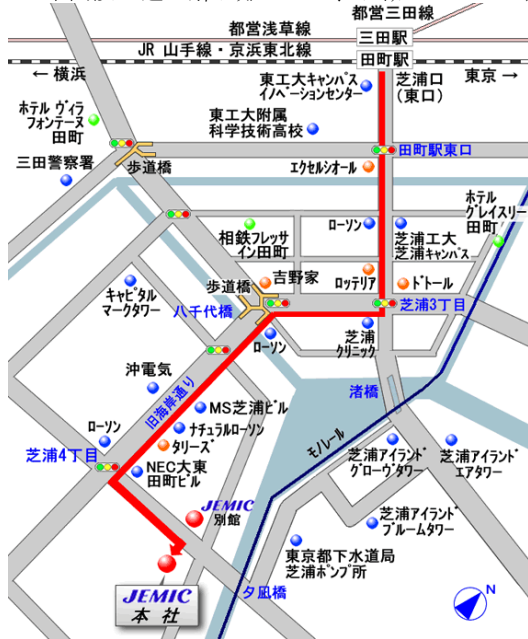 都営三田線
都営浅草線
三田駅
JR 山手線・京浜東北線
田町駅
← 横浜
東京 →
芝浦口
(東口)
東工大キャンパス
イノベーションセンター
ホテル ヴィラ
フォンテーヌ
田町
東工大附属
科学技術高校
田町駅東口
三田警察署
歩道橋
エクセルシオール
ホテル
グレイスリー
田町
相鉄フレッサ
イン田町
ローソン
芝浦工大
芝浦キャンパス
キャピタル
マークタワー
歩道橋
吉野家
ロッテリア
ドトール
八千代橋
芝浦3丁目
ローソン
芝浦
クリニック
沖電気
旧海岸通り
渚橋
MS芝浦ビル
ローソン
ナチュラルローソン
タリーズ
モノレール
芝浦4丁目
芝浦アイランド
グローヴタワー
芝浦アイランド
エアタワー
NEC大東
田町ビル
JEMIC
別館
芝浦アイランド
ブルームタワー
東京都下水道局
芝浦ポンプ所
夕凪橋
JEMIC
本 社
N